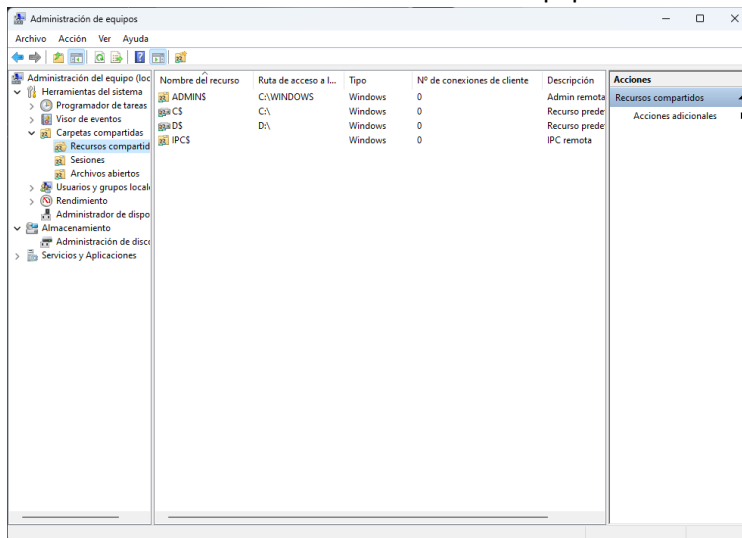 Administración de equipos
Archivo Acción Ver Ayuda
Administración del equipo (loc
Herramientas del sistema
Programador de tareas
Visor de eventos
Carpetas compartidas
Recursos compartid
Sesiones
Archivos abiertos
Usuarios y grupos local
Rendimiento
Administrador de dispo
Almacenamiento
Administración de disco
Servicios y Aplicaciones
Nombre del recurso Ruta de acceso a l... Tipo Nº de conexiones de cliente Descripción
ADMIN$ C:\WINDOWS Windows 0 Admin remota
C$ C:\ Windows 0 Recurso prede
D$ D:\ Windows 0 Recurso prede
IPC$ Windows 0 IPC remota
Acciones
Recursos compartidos
Acciones adicionales